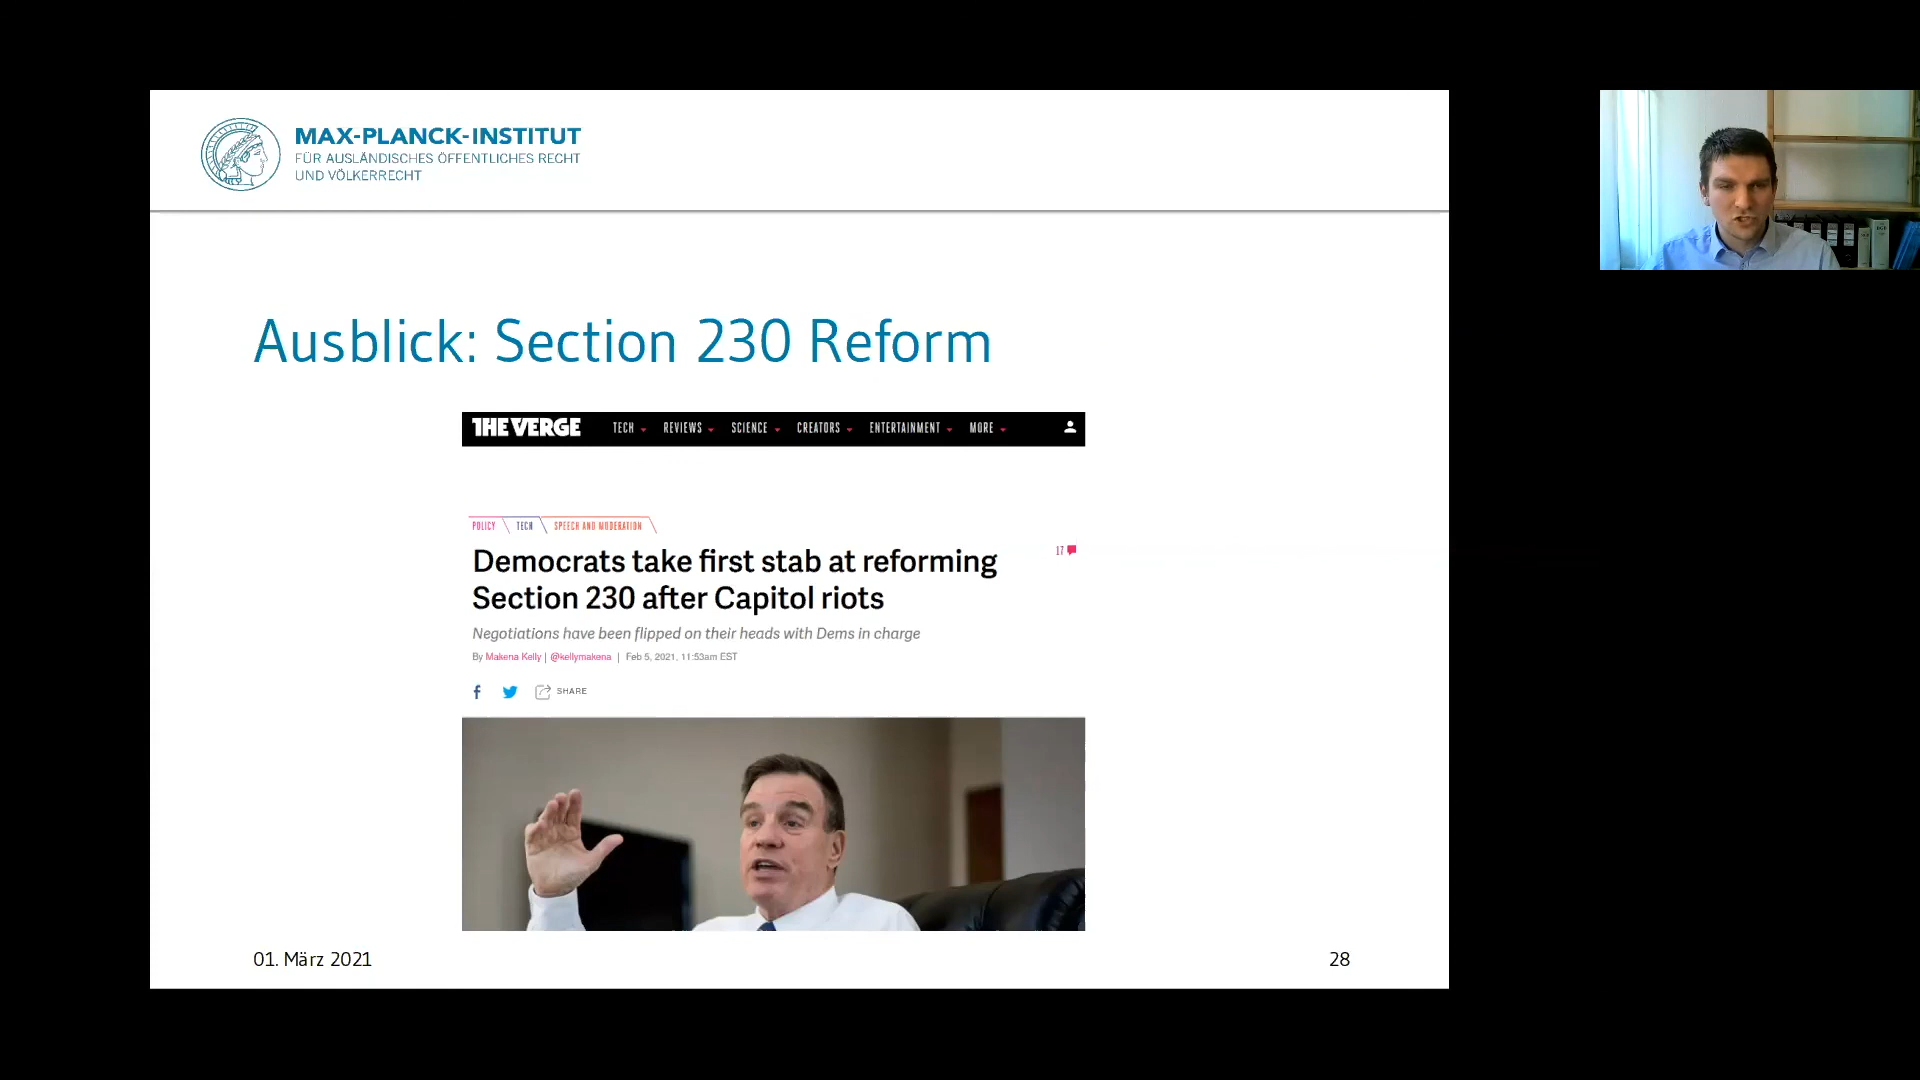 MAX-PLANCK-INSTITUT
FÜR AUSLÄNDISCHES ÖFFENTLICHES RECHT
UND VÖLKERRECHT
Ausblick: Section 230 Reform
THE VERGE TECH REVIEWS SCIENCE CREATORS ENTERTAINMENT MORE
POLICY TECH SPEECH AND MODERATION
Democrats take first stab at reforming
17
Section 230 after Capitol riots
Negotiations have been flipped on their heads with Dems in charge
By Makena Kelly | @kellymakena | Feb 5, 2021, 11:53am EST
f SHARE
01. März 2021
28